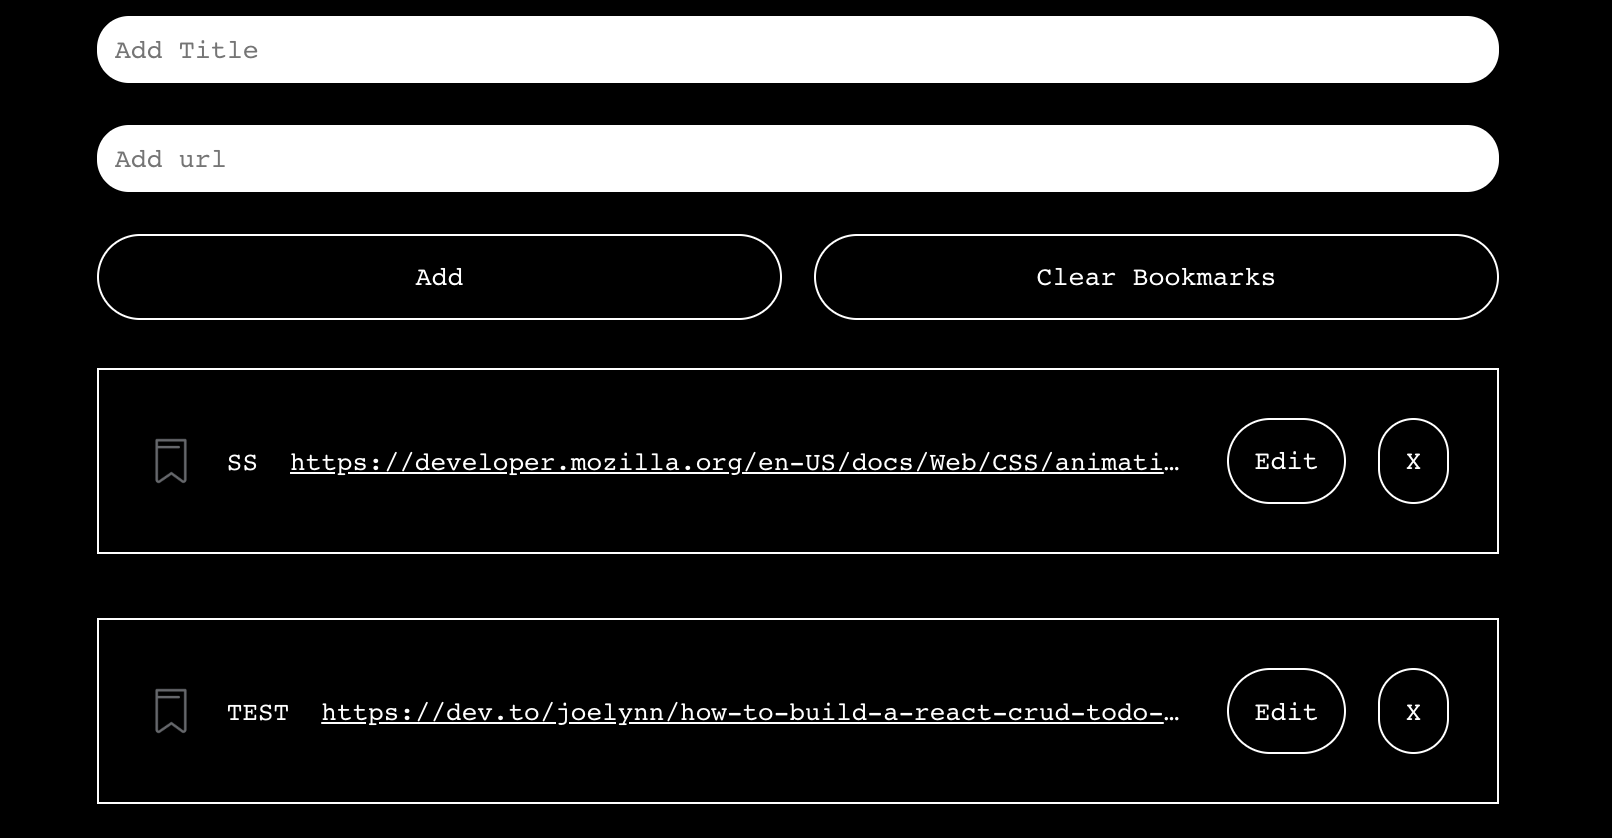 Add Title
Add url
Add
Clear Bookmarks
SS https://developer.mozilla.org/en-US/docs/Web/CSS/animati… Edit X
TEST https://dev.to/joelynn/how-to-build-a-react-crud-todo-… Edit X